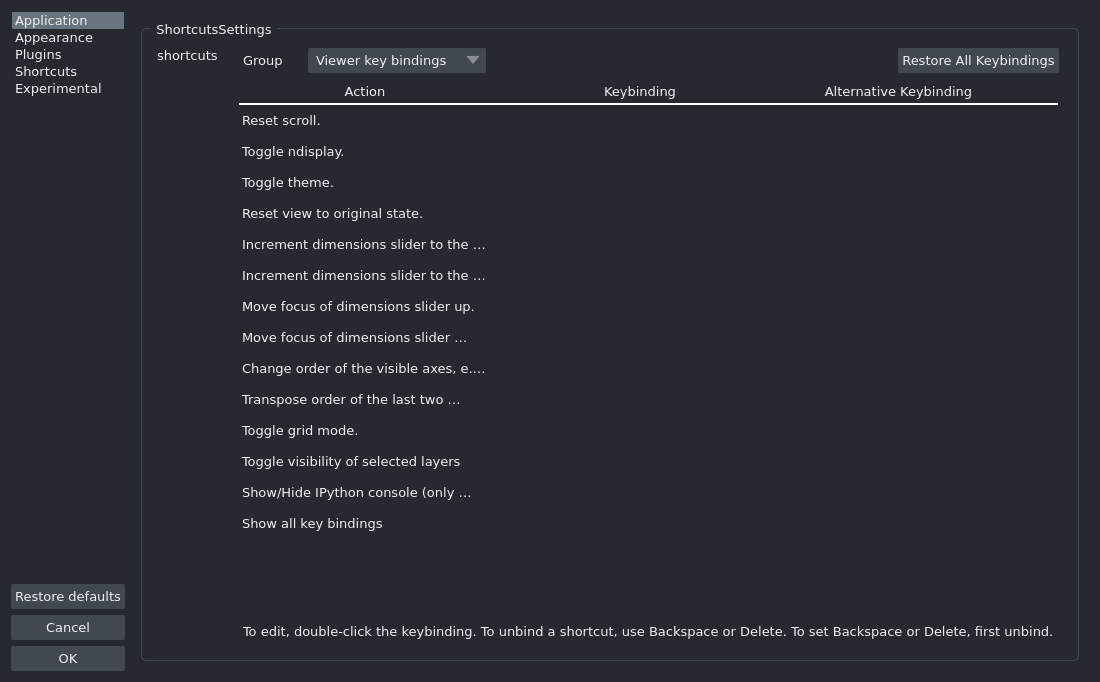 Application
Appearance
Plugins
Shortcuts
Experimental
ShortcutsSettings
shortcuts
Group Viewer key bindings Restore All Keybindings
Action Keybinding Alternative Keybinding
Reset scroll.
Toggle ndisplay.
Toggle theme.
Reset view to original state.
Increment dimensions slider to the …
Increment dimensions slider to the …
Move focus of dimensions slider up.
Move focus of dimensions slider …
Change order of the visible axes, e.…
Transpose order of the last two …
Toggle grid mode.
Toggle visibility of selected layers
Show/Hide IPython console (only …
Show all key bindings
To edit, double-click the keybinding. To unbind a shortcut, use Backspace or Delete. To set Backspace or Delete, first unbind.
Restore defaults
Cancel
OK